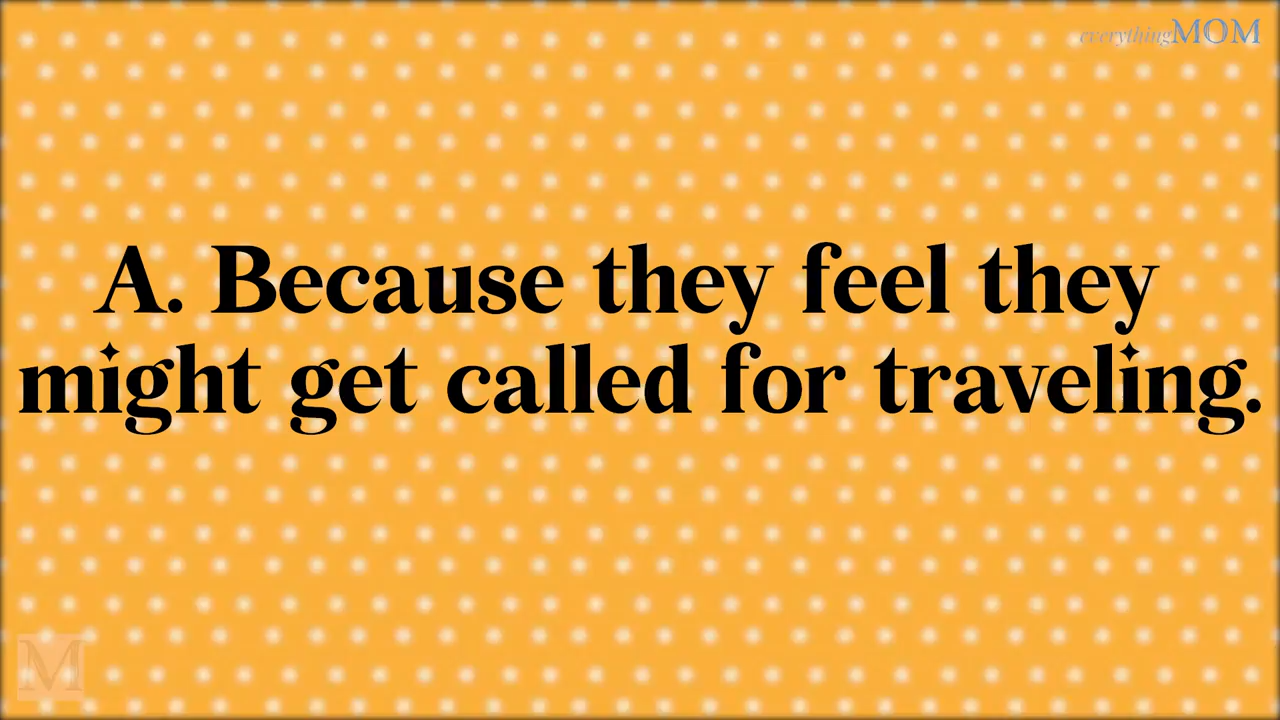 everythingMOM
A. Because they feel they
might get called for traveling.
M